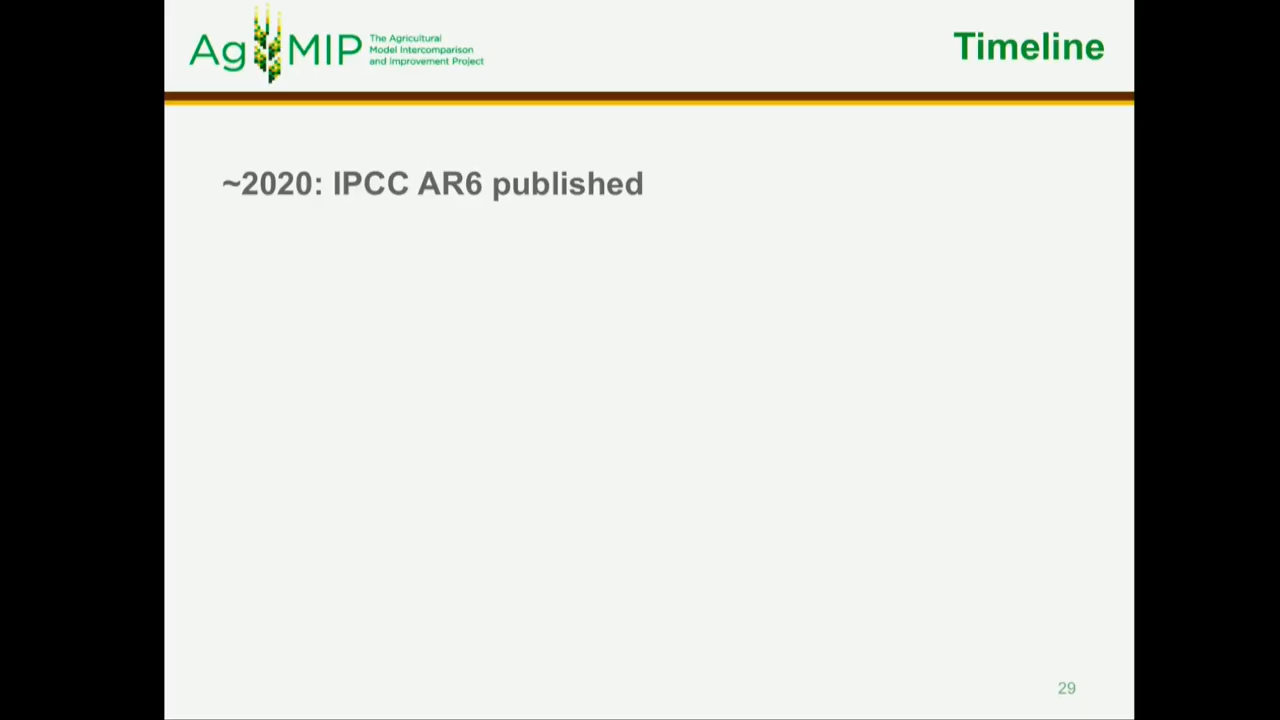 AgMIP
The Agricultural
Model Intercomparison
and Improvement Project
Timeline
~2020: IPCC AR6 published
29